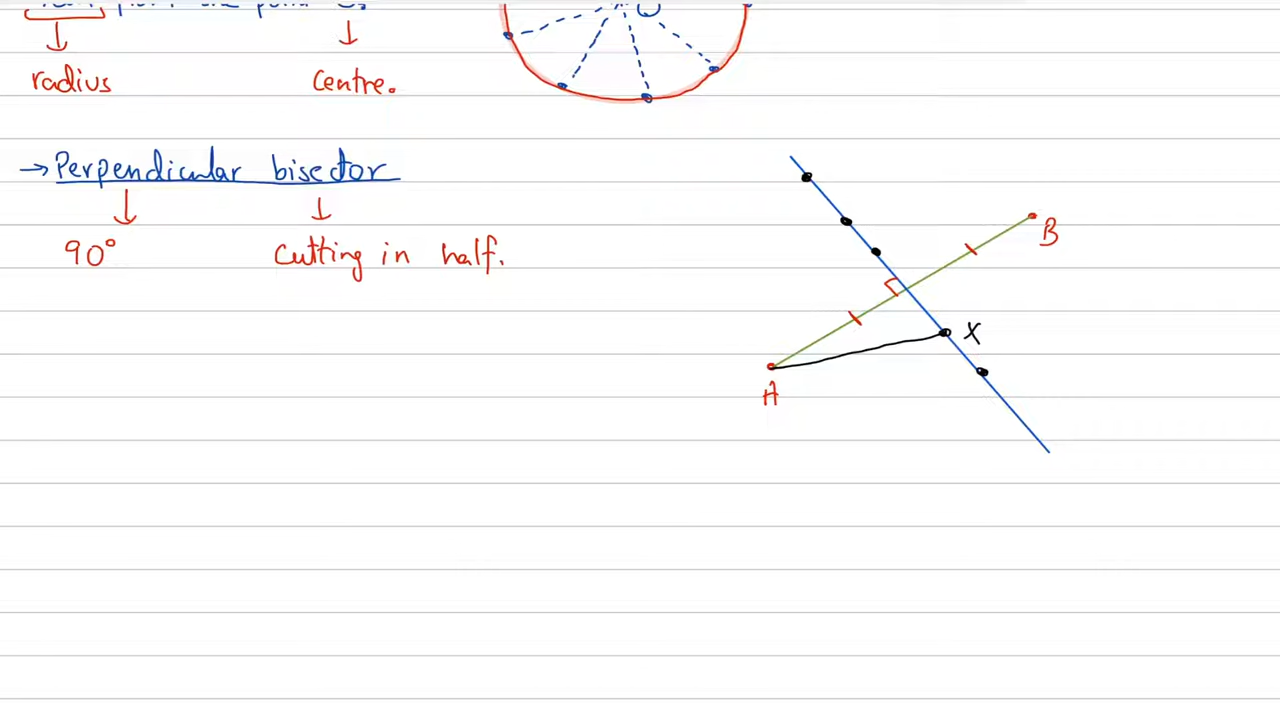 radius centre.
→ Perpendicular bisector
90° cutting in half.
B
X
A